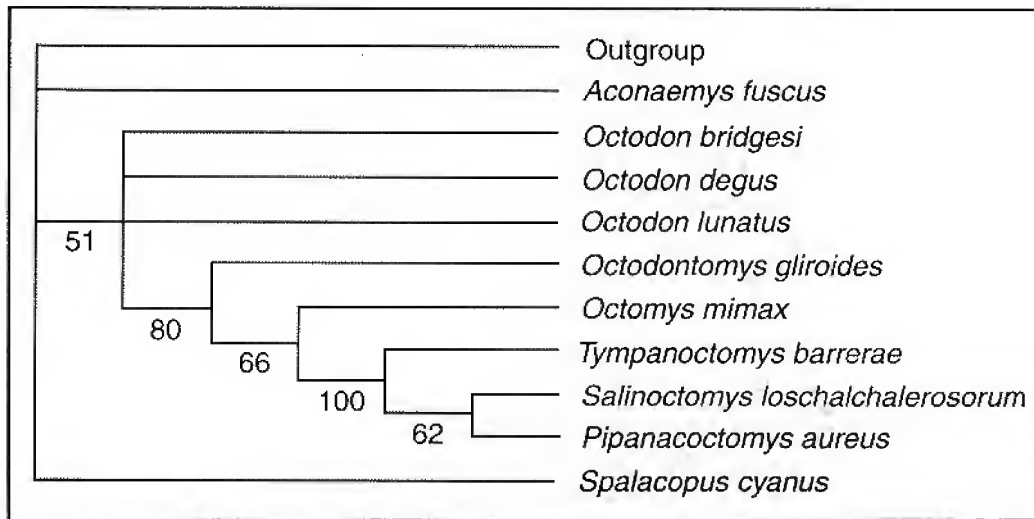 Outgroup
Aconaemys fuscus
Octodon bridgesi
Octodon degus
Octodon lunatus
51
Octodontomys gliroides
Octomys mimax
80
66
Tympanoctomys barrerae
100
Salinoctomys loschalchalerosorum
62
Pipanacoctomys aureus
Spalacopus cyanus